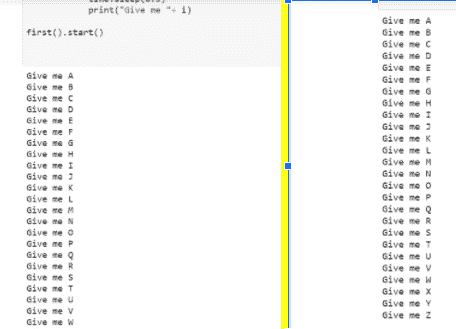 print("Give me "+ i)
first().start()
Give me A
Give me B
Give me C
Give me D
Give me E
Give me F
Give me G
Give me H
Give me I
Give me J
Give me K
Give me L
Give me M
Give me N
Give me O
Give me P
Give me Q
Give me R
Give me S
Give me T
Give me U
Give me V
Give me W
Give me A
Give me B
Give me C
Give me D
Give me E
Give me F
Give me G
Give me H
Give me I
Give me J
Give me K
Give me L
Give me M
Give me N
Give me O
Give me P
Give me Q
Give me R
Give me S
Give me T
Give me U
Give me V
Give me W
Give me X
Give me Y
Give me Z